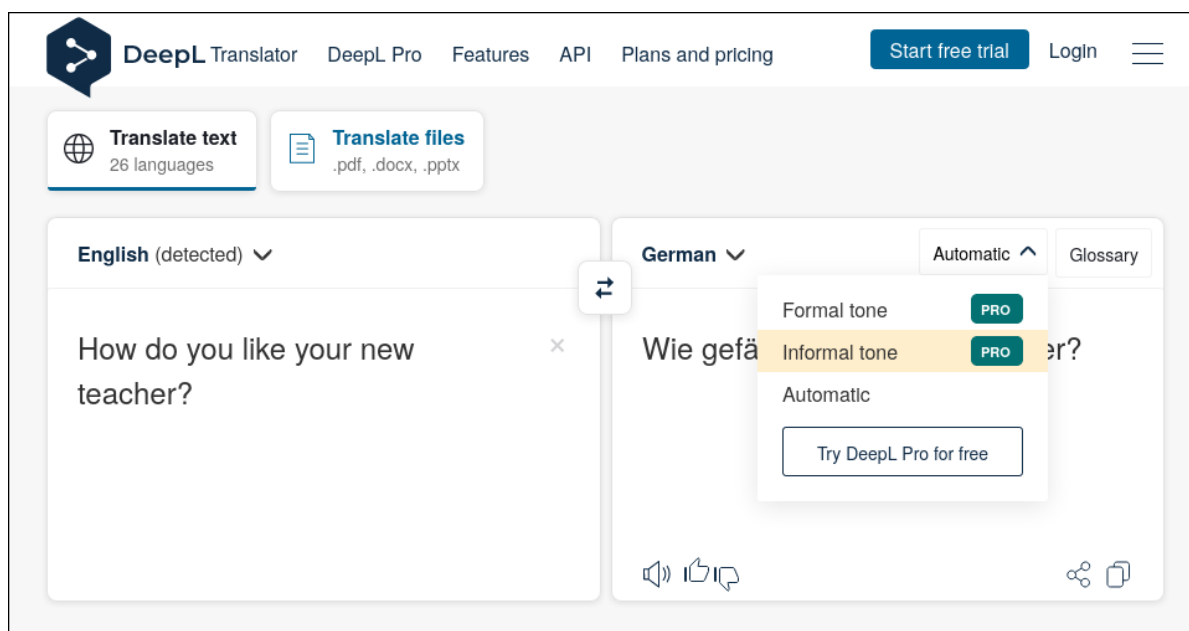 DeepL Translator DeepL Pro Features API Plans and pricing Start free trial Login
Translate text
26 languages
Translate files
.pdf, .docx, .pptx
English (detected)
How do you like your new
teacher?
German Automatic Glossary
Wie gefä er?
Formal tone PRO
Informal tone PRO
Automatic
Try DeepL Pro for free